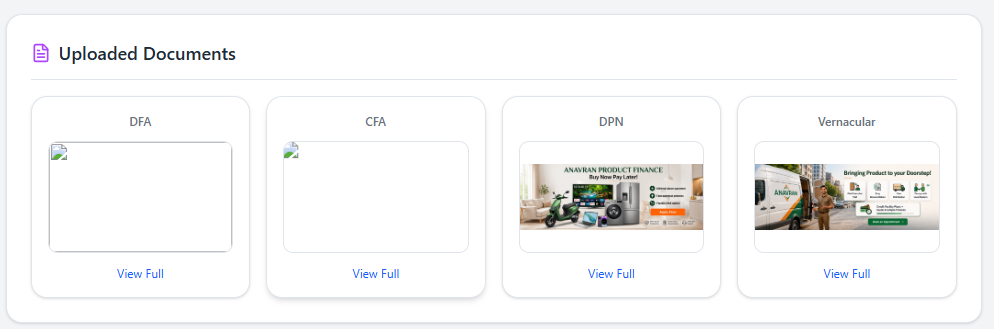 Uploaded Documents
DFA
View Full
CFA
View Full
DPN
ANAVRAN PRODUCT FINANCE
Buy Now Pay Later!
View Full
Vernacular
ANAVRAN
Bringing Product to your Doorstep!
View Full